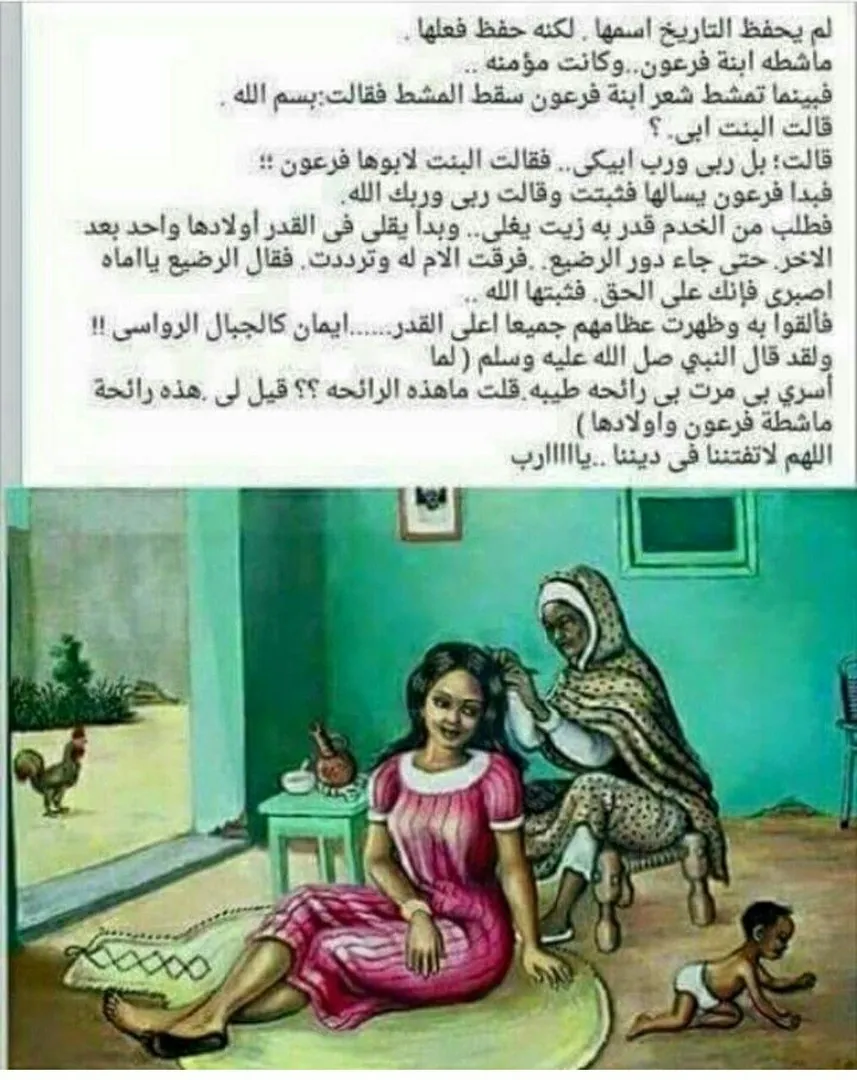 لم يحفظ التاريخ اسمها . لكنه حفظ فعلها .
ماشطه ابنة فرعون..وكانت مؤمنه ..
فبينما تمشط شعر ابنة فرعون سقط المشط فقالت:بسم الله .
قالت البنت ابى. ؟
قالت؛ بل ربى ورب ابيكى.. فقالت البنت لابوها فرعون !!
فبدا فرعون يسالها فثبتت وقالت ربى وربك الله.
فطلب من الخدم قدر به زيت يغلى.. وبدأ يقلى فى القدر أولادها واحد بعد
الاخر. حتى جاء دور الرضيع. .فرقت الام له وترددت. فقال الرضيع يااماه
اصبرى فإنك على الحق. فثبتها الله ..
فألقوا به وظهرت عظامهم جميعا اعلى القدر......ايمان كالجبال الرواسى !!
ولقد قال النبي صل الله عليه وسلم ( لما
أسري بى مرت بى رائحه طيبه.قلت ماهذه الرائحه ؟؟ قيل لى .هذه رائحة
ماشطة فرعون واولادها )
اللهم لاتفتننا فى ديننا ..يااااارب